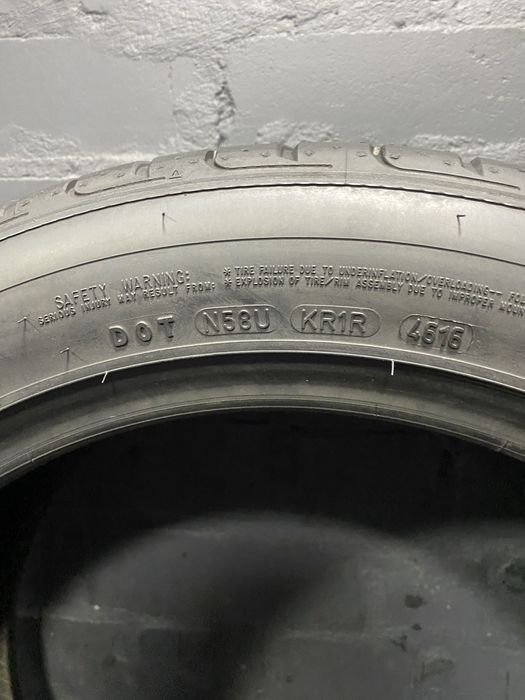 SAFETY WARNING: * TIRE FAILURE DUE TO UNDERINFLATION/OVERLOADING--
SERIOUS INJURY MAY RESULT FROM: * EXPLOSION OF TIRE/RIM ASSEMBLY DUE TO IMPROPER
DOT N58U KR1R 4616